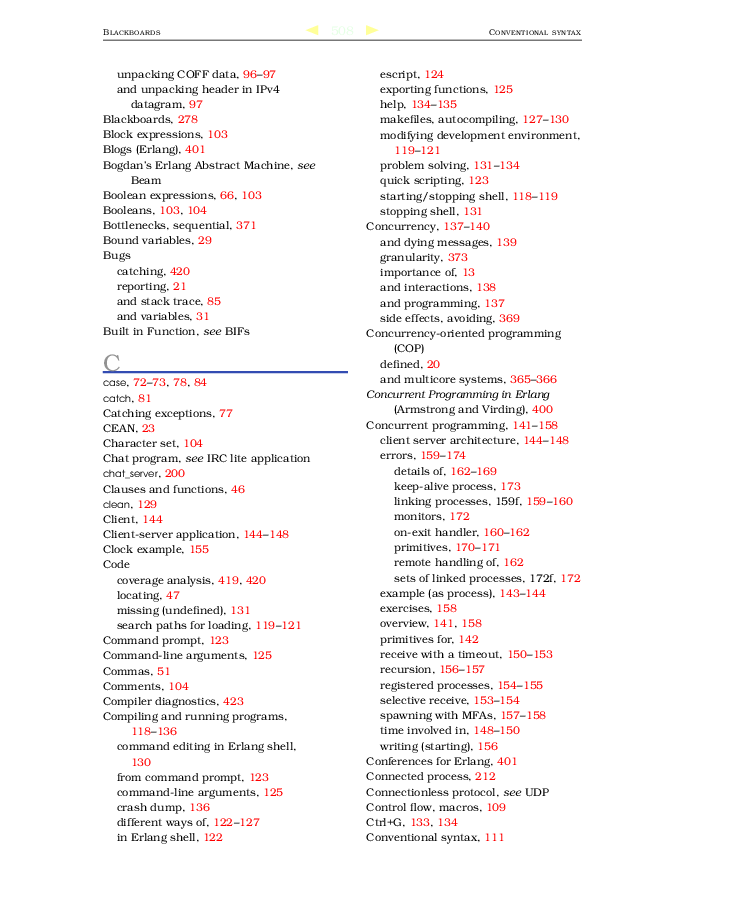 BLACKBOARDS
CONVENTIONAL SYNTAX
unpacking COFF data, 96–97
and unpacking header in IPv4
datagram, 97
Blackboards, 278
Block expressions, 103
Blogs (Erlang), 401
Bogdan's Erlang Abstract Machine, see
Beam
Boolean expressions, 66, 103
Booleans, 103, 104
Bottlenecks, sequential, 371
Bound variables, 29
Bugs
catching, 420
reporting, 21
and stack trace, 85
and variables, 31
Built in Function, see BIFs
C
case, 72–73, 78, 84
catch, 81
Catching exceptions, 77
CEAN, 23
Character set, 104
Chat program, see IRC lite application
chat_server, 200
Clauses and functions, 46
clean, 129
Client, 144
Client-server application, 144–148
Clock example, 155
Code
coverage analysis, 419, 420
locating, 47
missing (undefined), 131
search paths for loading, 119–121
Command prompt, 123
Command-line arguments, 125
Commas, 51
Comments, 104
Compiler diagnostics, 423
Compiling and running programs,
118–136
command editing in Erlang shell,
130
from command prompt, 123
command-line arguments, 125
crash dump, 136
different ways of, 122–127
in Erlang shell, 122
escript, 124
exporting functions, 125
help, 134–135
makefiles, autocompiling, 127–130
modifying development environment,
119–121
problem solving, 131–134
quick scripting, 123
starting/stopping shell, 118–119
stopping shell, 131
Concurrency, 137–140
and dying messages, 139
granularity, 373
importance of, 13
and interactions, 138
and programming, 137
side effects, avoiding, 369
Concurrency-oriented programming
(COP)
defined, 20
and multicore systems, 365–366
Concurrent Programming in Erlang
(Armstrong and Virding), 400
Concurrent programming, 141–158
client server architecture, 144–148
errors, 159–174
details of, 162–169
keep-alive process, 173
linking processes, 159f, 159–160
monitors, 172
on-exit handler, 160–162
primitives, 170–171
remote handling of, 162
sets of linked processes, 172f, 172
example (as process), 143–144
exercises, 158
overview, 141, 158
primitives for, 142
receive with a timeout, 150–153
recursion, 156–157
registered processes, 154–155
selective receive, 153–154
spawning with MFAs, 157–158
time involved in, 148–150
writing (starting), 156
Conferences for Erlang, 401
Connected process, 212
Connectionless protocol, see UDP
Control flow, macros, 109
Ctrl+G, 133, 134
Conventional syntax, 111